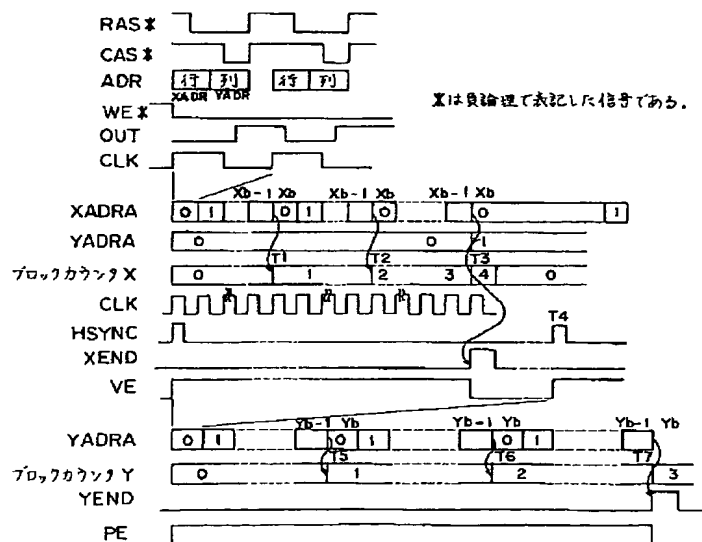 RAS※
CAS※
ADR 行 列 行 列
XADR YADR
WE※
※は負論理で表記した信号である.
OUT
CLK
Xb-1 Xb Xb-1 Xb Xb-1 Xb
XADRA 0 1 0 1 0 0 1
YADRA 0 0 1
T1 T2 T3
ブロックカウンタX 0 1 2 3 4 0
CLK
HSYNC T4
XEND
VE
Yb-1 Yb Yb-1 Yb Yb-1 Yb
YADRA 0 1 0 1 0 1
T5 T6 T7
ブロックカウンタY 0 1 2 3
YEND
PE